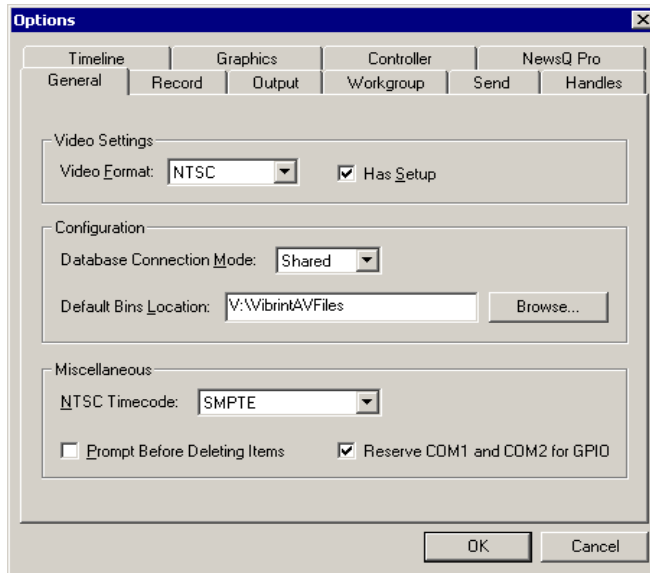 Options
Timeline Graphics Controller NewsQ Pro
General Record Output Workgroup Send Handles
Video Settings
Video Format: NTSC Has Setup
Configuration
Database Connection Mode: Shared
Default Bins Location: V:\VibrintAVFiles Browse...
Miscellaneous
NTSC Timecode: SMPTE
Prompt Before Deleting Items Reserve COM1 and COM2 for GPIO
OK Cancel